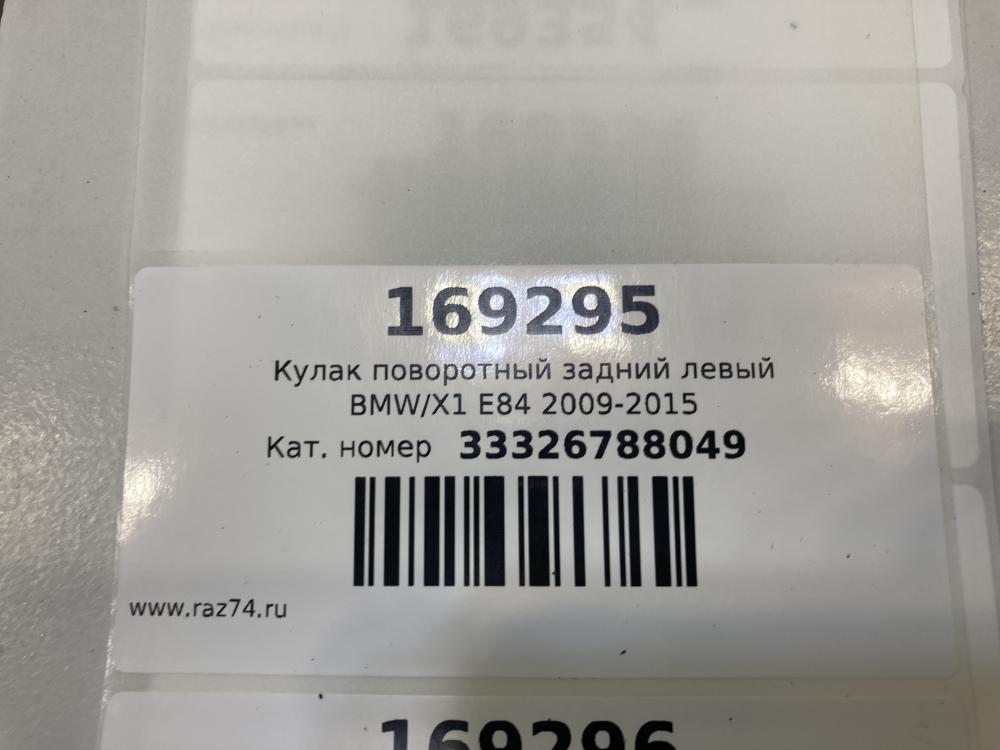 169295
Кулак поворотный задний левый
BMW/X1 E84 2009-2015
Кат. номер 33326788049
www.raz74.ru
169296